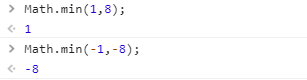 > Math.min(1,8);
< 1
> Math.min(-1,-8);
< -8